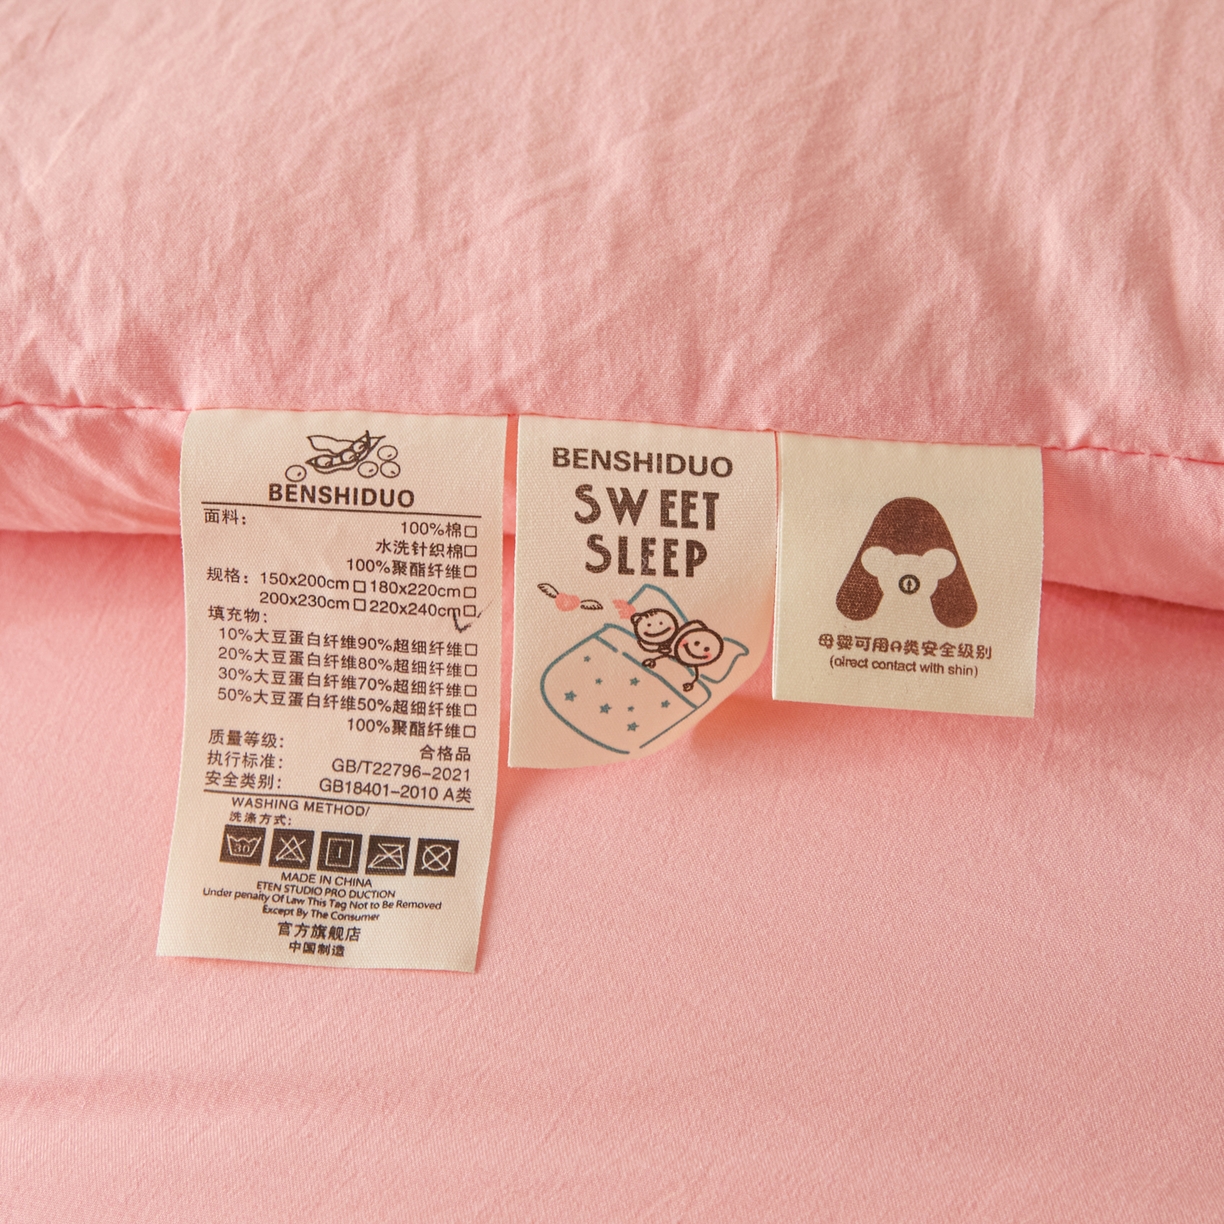 BENSHIDUO
面料: 100%棉□
水洗针织棉□
100%聚酯纤维□
规格: 150x200cm□180x220cm□
200x230cm□220x240cm□
填充物:
10%大豆蛋白纤维90%超细纤维□
20%大豆蛋白纤维80%超细纤维□
30%大豆蛋白纤维70%超细纤维□
50%大豆蛋白纤维50%超细纤维□
100%聚酯纤维□
质量等级: 合格品
执行标准: GB/T22796-2021
安全类别: GB18401-2010 A类
WASHING METHOD/
洗涤方式:
30
MADE IN CHINA
ETEN STUDIO PRO DUCTION
Under penaity Of Law This Tag Not to Be Removed
Except By The Consumer
官方旗舰店
中国制造
BENSHIDUO
SWEET
SLEEP
母婴可用A类安全级别
(direct contact with shin)